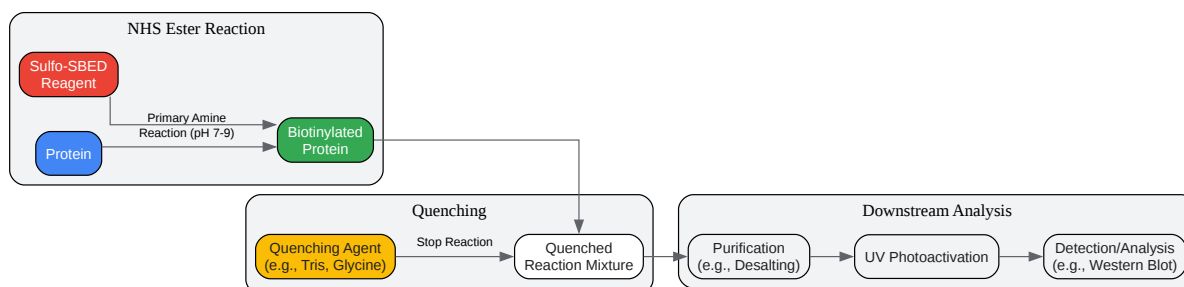 NHS Ester Reaction
Sulfo-SBED
Reagent
Primary Amine
Reaction (pH 7-9)
Protein
Biotinylated
Protein
Quenching
Quenching Agent
(e.g., Tris, Glycine)
Stop Reaction
Quenched
Reaction Mixture
Downstream Analysis
Purification
(e.g., Desalting)
UV Photoactivation
Detection/Analysis
(e.g., Western Blot)